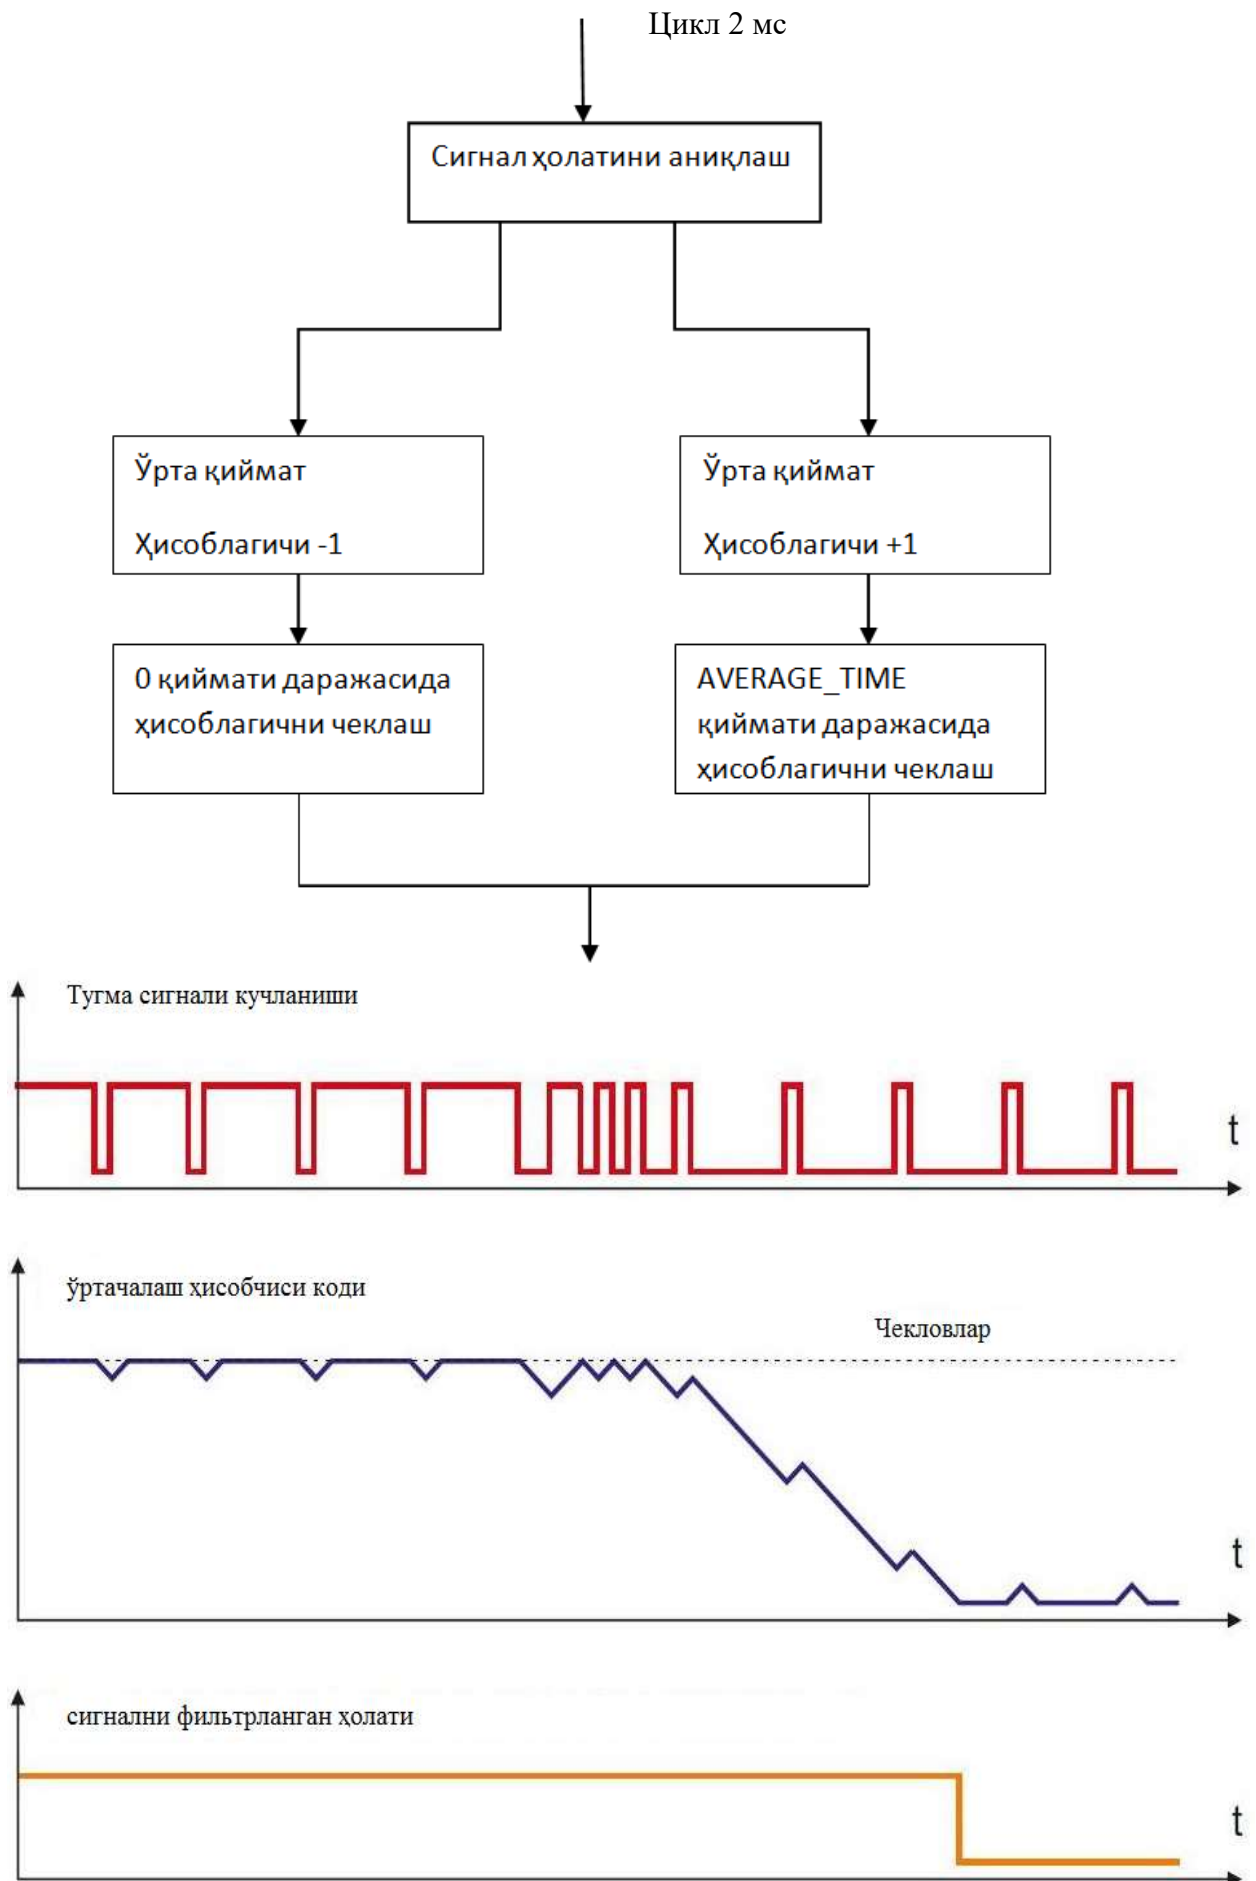 Цикл 2 мс
Сигнал ҳолатини аниқлаш
Ўрта қиймат
Ҳисоблагичи -1
Ўрта қиймат
Ҳисоблагичи +1
0 қиймати даражасида
ҳисоблагични чеклаш
AVERAGE_TIME
қиймати даражасида
ҳисоблагични чеклаш
Тугма сигнали кучланиши
t
ўртачалаш ҳисобчиси коди
Чекловлар
t
сигнални фильтрланган ҳолати
t